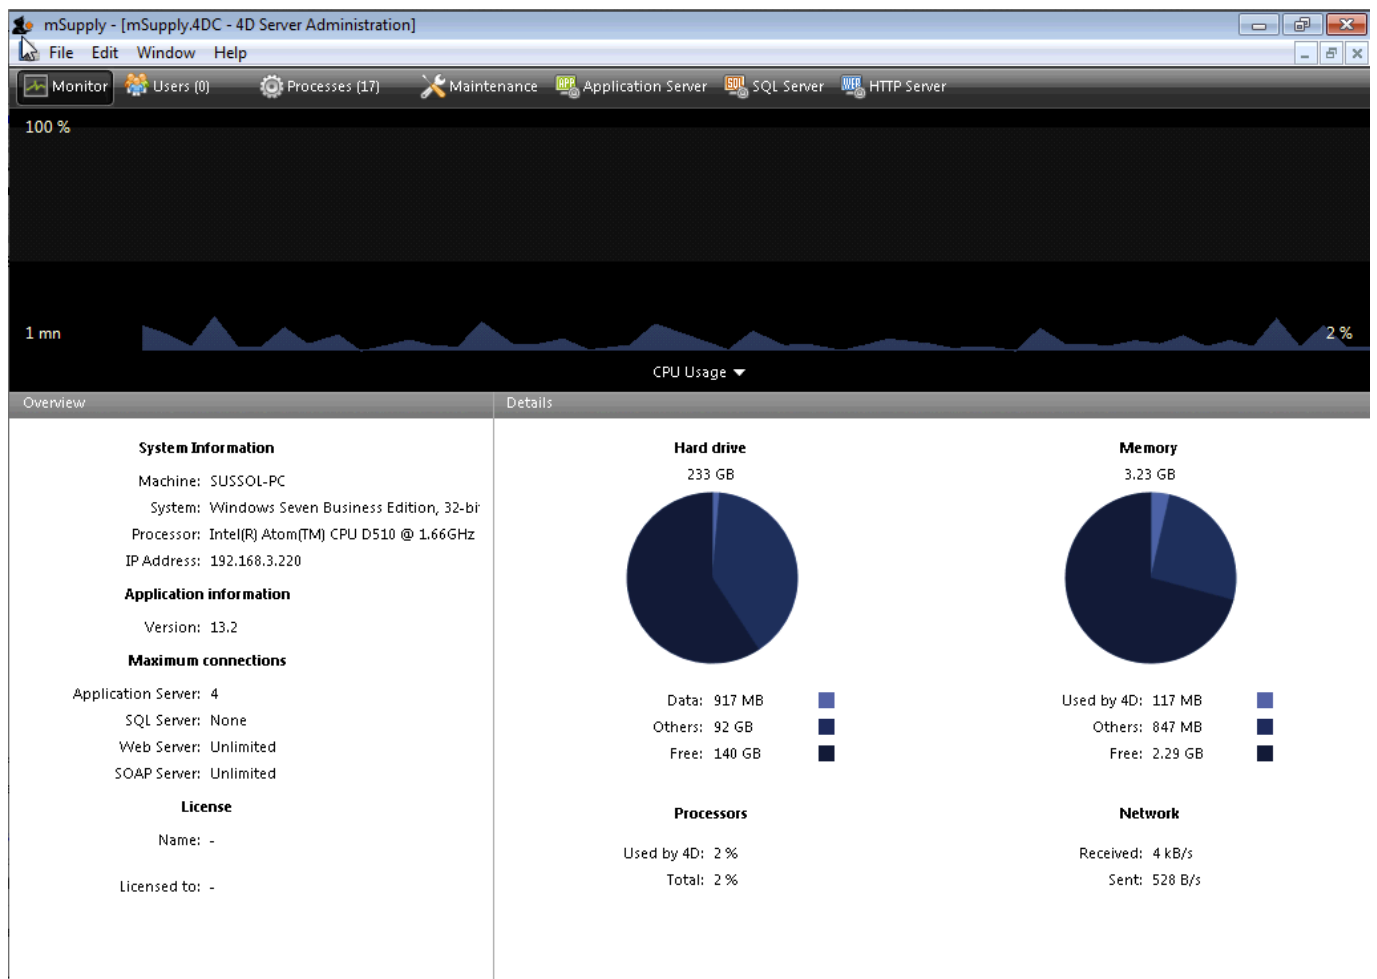 mSupply - [mSupply.4DC - 4D Server Administration]
File Edit Window Help
Monitor Users (0) Processes (17) Maintenance Application Server SQL Server HTTP Server
100 %
1 mn 2 %
CPU Usage
Overview Details
System Information
Machine: SUSSOL-PC
System: Windows Seven Business Edition, 32-bi
Processor: Intel(R) Atom(TM) CPU D510 @ 1.66GHz
IP Address: 192.168.3.220
Application information
Version: 13.2
Maximum connections
Application Server: 4
SQL Server: None
Web Server: Unlimited
SOAP Server: Unlimited
License
Name: -
Licensed to: -
Hard drive
233 GB
Data: 917 MB
Others: 92 GB
Free: 140 GB
Memory
3.23 GB
Used by 4D: 117 MB
Others: 847 MB
Free: 2.29 GB
Processors
Used by 4D: 2 %
Total: 2 %
Network
Received: 4 kB/s
Sent: 528 B/s